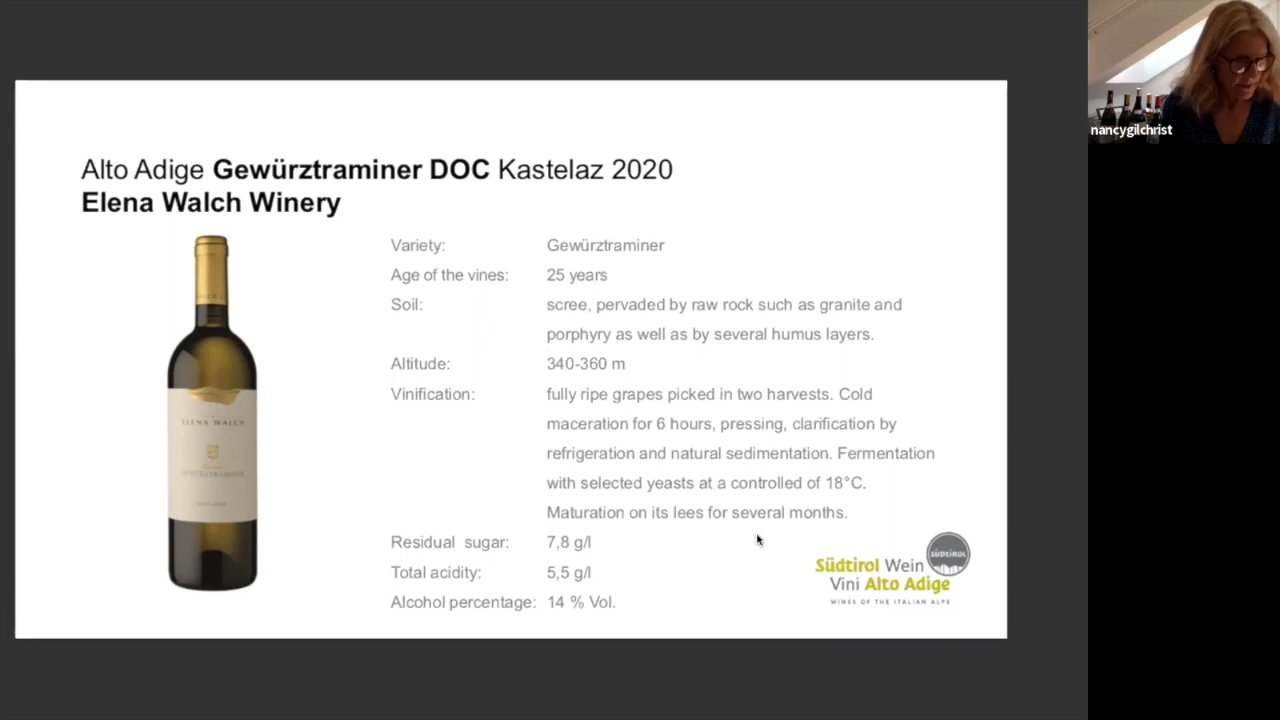 nancygilchrist
Alto Adige Gewürztraminer DOC Kastelaz 2020
Elena Walch Winery
Variety: Gewürztraminer
Age of the vines: 25 years
Soil: scree, pervaded by raw rock such as granite and
porphyry as well as by several humus layers.
Altitude: 340-360 m
Vinification: fully ripe grapes picked in two harvests. Cold
maceration for 6 hours, pressing, clarification by
refrigeration and natural sedimentation. Fermentation
with selected yeasts at a controlled of 18°C.
Maturation on its lees for several months.
Residual sugar: 7,8 g/l
Total acidity: 5,5 g/l
Alcohol percentage: 14 % Vol.
ELENA WALCH
GEWÜRZTRAMINER
SÜDTIROL
Südtirol Wein
Vini Alto Adige
WINES OF THE ITALIAN ALPS